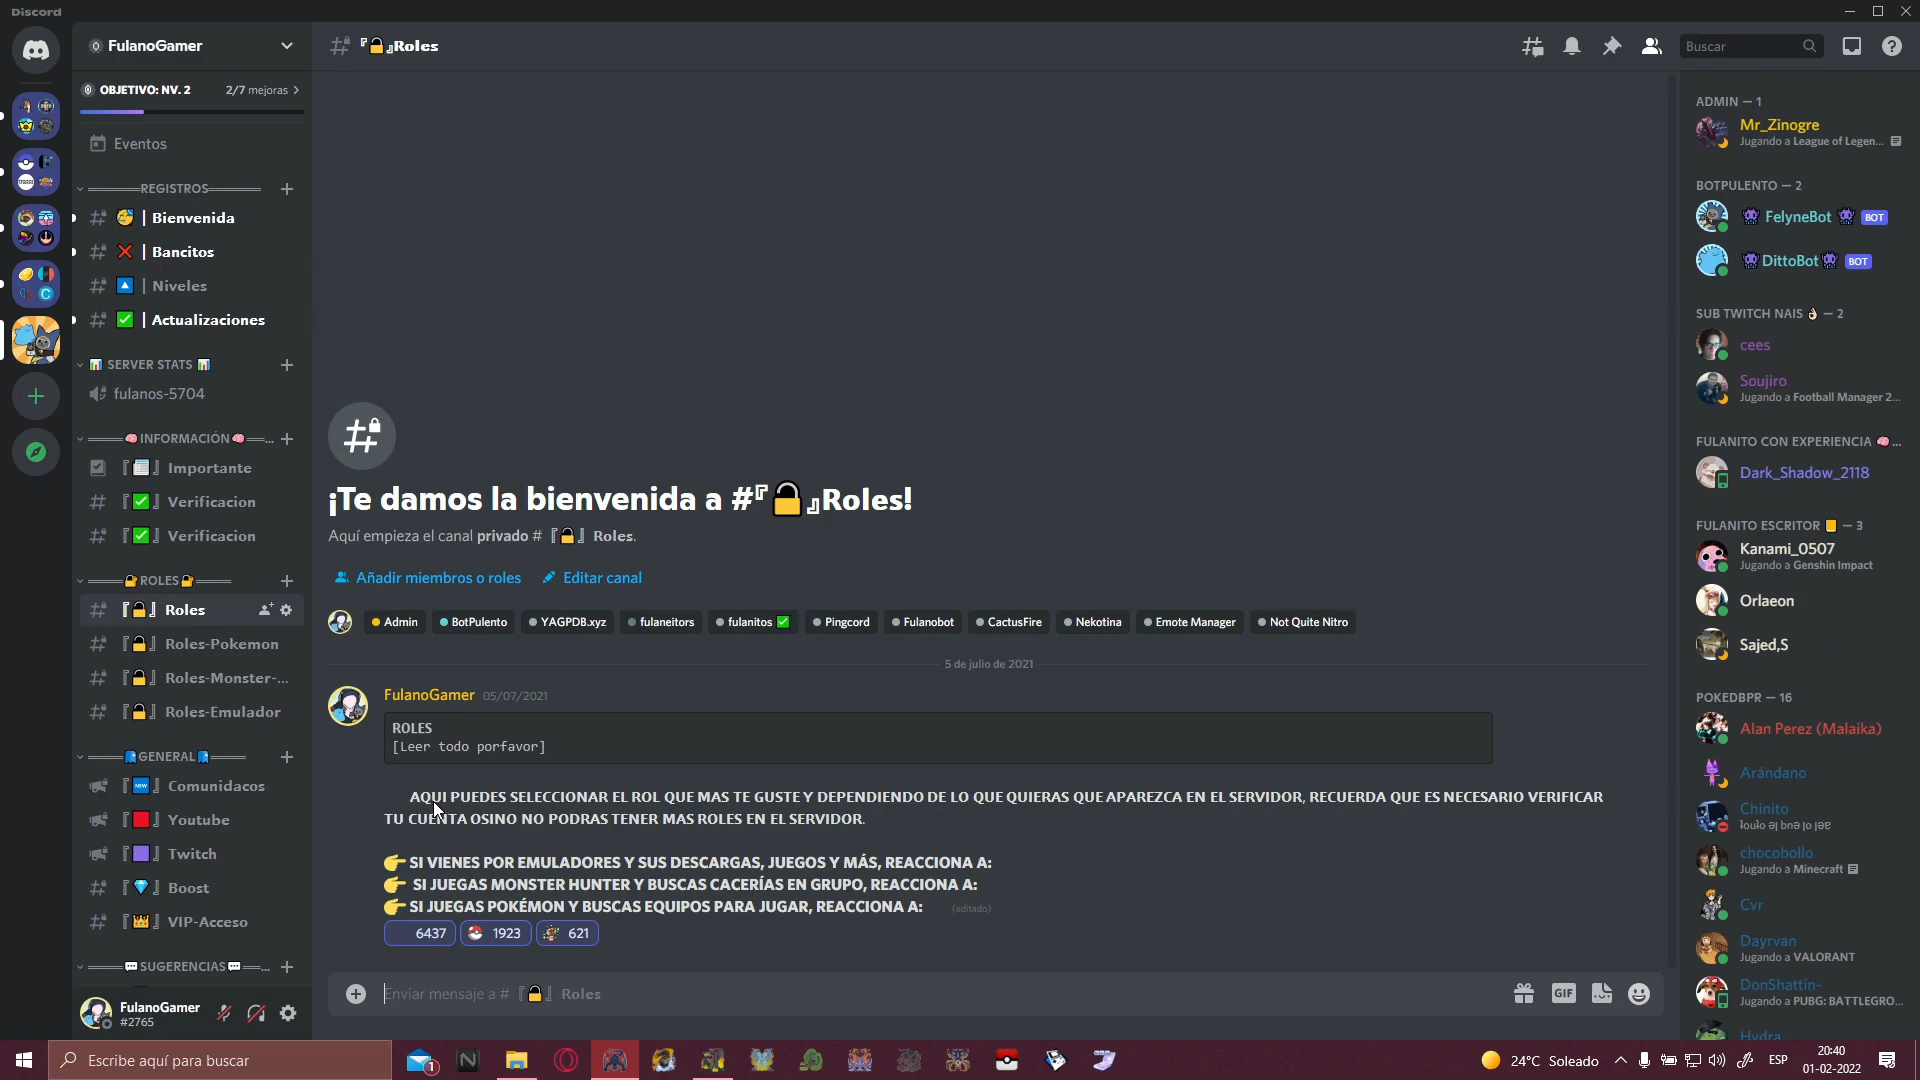 Discord
FulanoGamer
OBJETIVO: NV. 2
2/7 mejoras
Eventos
REGISTROS
| Bienvenida
| Bancitos
| Niveles
| Actualizaciones
SERVER STATS
fulanos-5704
INFORMACIÓN
『』 Importante
『』 Verificacion
『』 Verificacion
ROLES
『』 Roles
『』 Roles-Pokemon
『』 Roles-Monster-...
『』 Roles-Emulador
GENERAL
『』 Comunidacos
『』 Youtube
『』 Twitch
『』 Boost
『』 VIP-Acceso
SUGERENCIAS
FulanoGamer
#2765
『』Roles
Buscar
¡Te damos la bienvenida a #『』Roles!
Aquí empieza el canal privado # 『』 Roles.
Añadir miembros o roles
Editar canal
Admin
BotPulento
YAGPDB.xyz
fulaneitors
fulanitos
Pingcord
Fulanobot
CactusFire
Nekotina
Emote Manager
Not Quite Nitro
5 de julio de 2021
FulanoGamer 05/07/2021
ROLES
[Leer todo porfavor]
AQUI PUEDES SELECCIONAR EL ROL QUE MAS TE GUSTE Y DEPENDIENDO DE LO QUE QUIERAS QUE APAREZCA EN EL SERVIDOR, RECUERDA QUE ES NECESARIO VERIFICAR
TU CUENTA OSINO NO PODRAS TENER MAS ROLES EN EL SERVIDOR.
👉 SI VIENES POR EMULADORES Y SUS DESCARGAS, JUEGOS Y MÁS, REACCIONA A:
👉 SI JUEGAS MONSTER HUNTER Y BUSCAS CACERÍAS EN GRUPO, REACCIONA A:
👉 SI JUEGAS POKÉMON Y BUSCAS EQUIPOS PARA JUGAR, REACCIONA A: (editado)
6437
1923
621
Enviar mensaje a # 『』 Roles
GIF
ADMIN — 1
Mr_Zinogre
Jugando a League of Legen...
BOTPULENTO — 2
FelyneBot BOT
DittoBot BOT
SUB TWITCH NAIS 👌 — 2
cees
Soujiro
Jugando a Football Manager 2...
FULANITO CON EXPERIENCIA ...
Dark_Shadow_2118
FULANITO ESCRITOR — 3
Kanami_0507
Jugando a Genshin Impact
Orlaeon
Sajed,S
POKEDBPR — 16
Alan Perez (Malaika)
Arándano
Chinito
chocobollo
Jugando a Minecraft
Cvr
Dayrvan
Jugando a VALORANT
DonShattin-
Jugando a PUBG: BATTLEGRO...
Hydra
Escribe aquí para buscar
1
24°C Soleado
ESP
20:40
01-02-2022